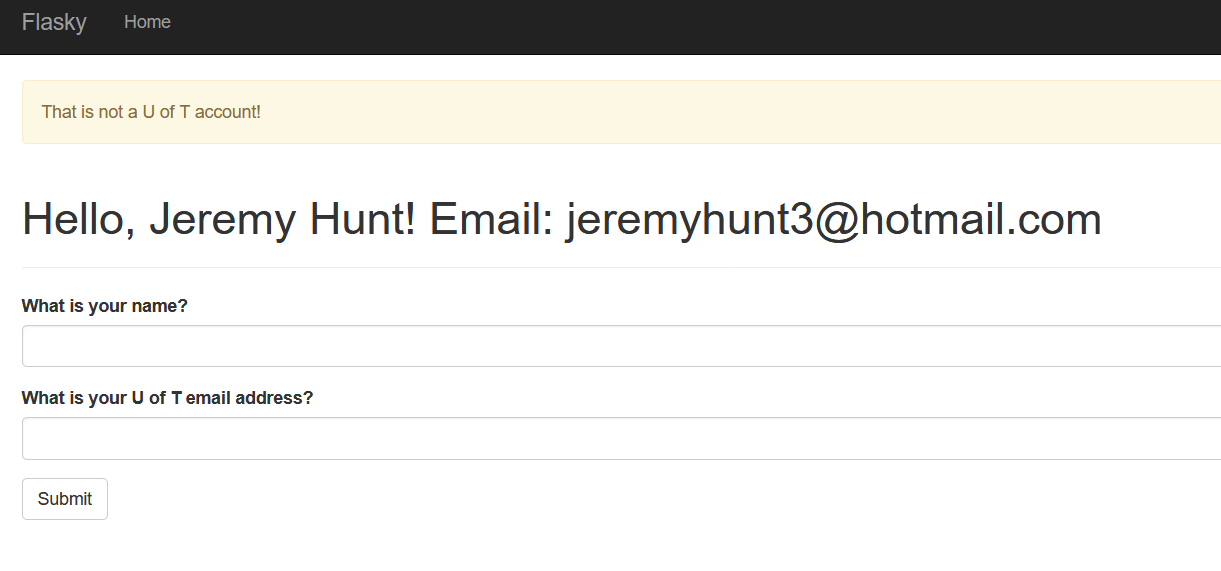 Flasky Home
That is not a U of T account!
Hello, Jeremy Hunt! Email: jeremyhunt3@hotmail.com
What is your name?
What is your U of T email address?
Submit